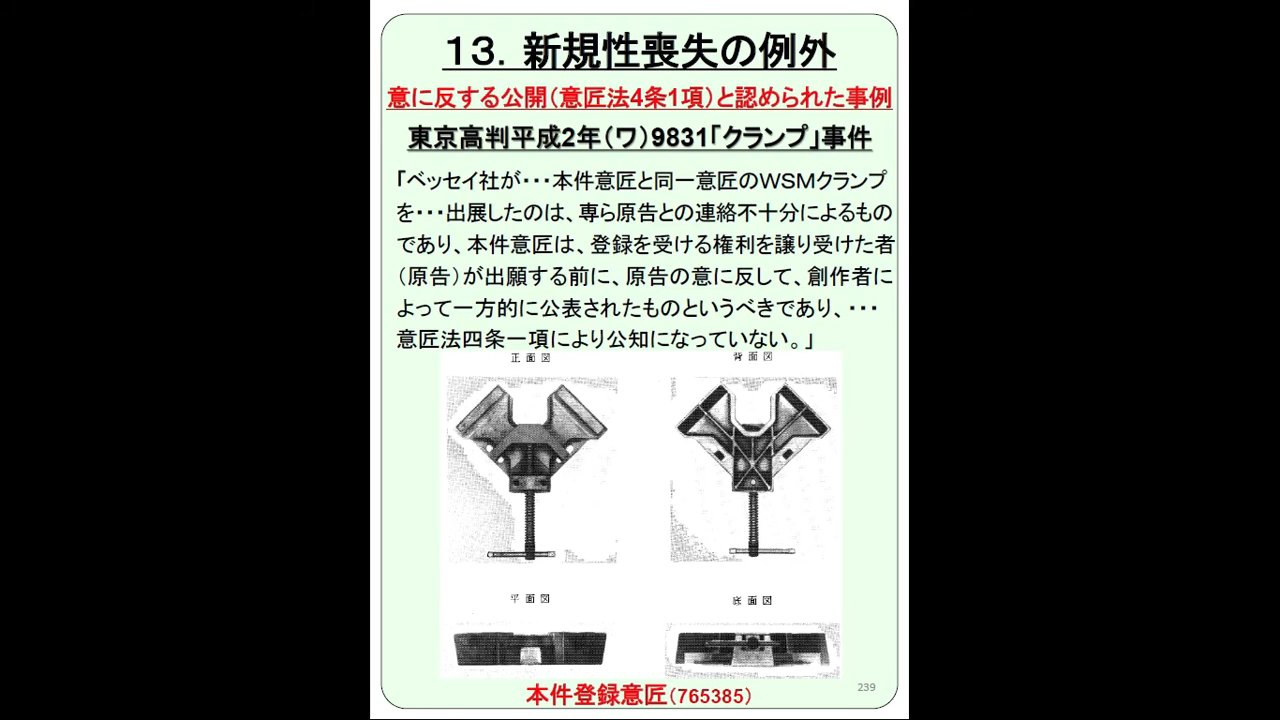 １３．新規性喪失の例外
意に反する公開（意匠法4条1項）と認められた事例
東京高判平成2年（ワ）9831「クランプ」事件
「ベッセイ社が・・・本件意匠と同一意匠のＷＳＭクランプ
を・・・出展したのは、専ら原告との連絡不十分によるもの
であり、本件意匠は、登録を受ける権利を譲り受けた者
（原告）が出願する前に、原告の意に反して、創作者に
よって一方的に公表されたものというべきであり、・・・
意匠法四条一項により公知になっていない。」
正面図
背面図
平面図
底面図
本件登録意匠（765385）
239